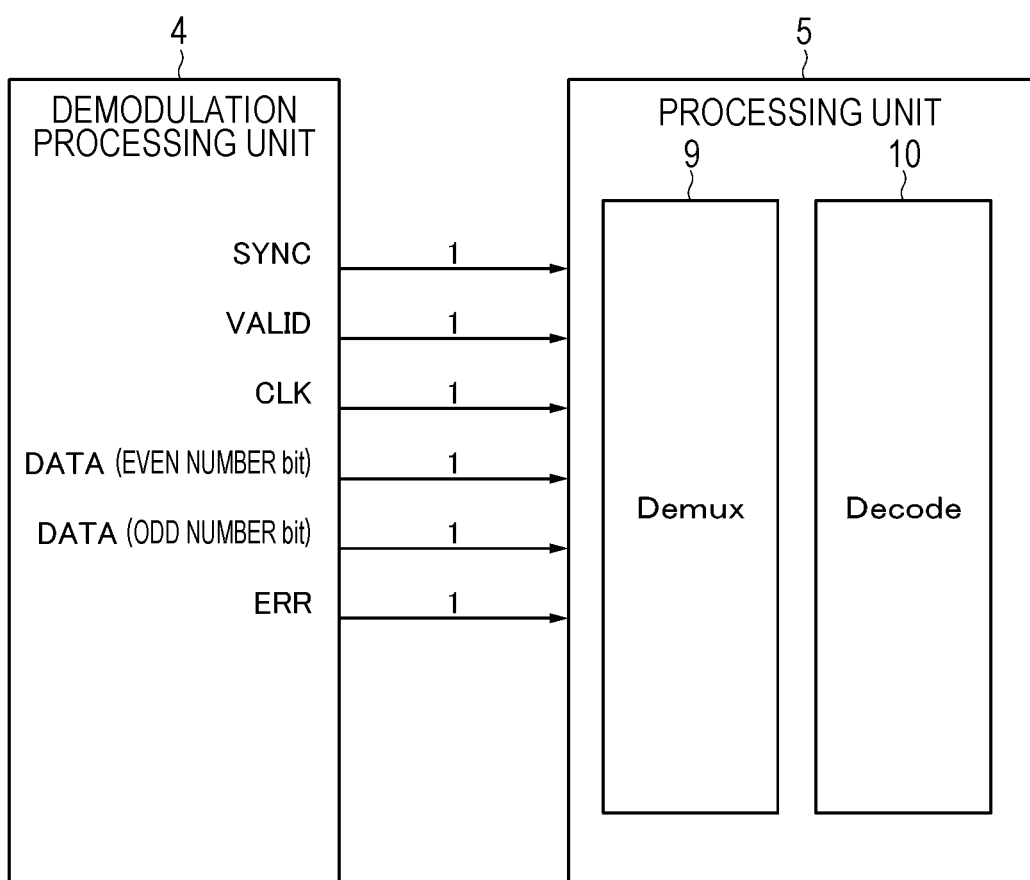 4
DEMODULATION
PROCESSING UNIT
SYNC
1
VALID
1
CLK
1
DATA (EVEN NUMBER bit)
1
DATA (ODD NUMBER bit)
1
ERR
1
5
PROCESSING UNIT
9
Demux
10
Decode